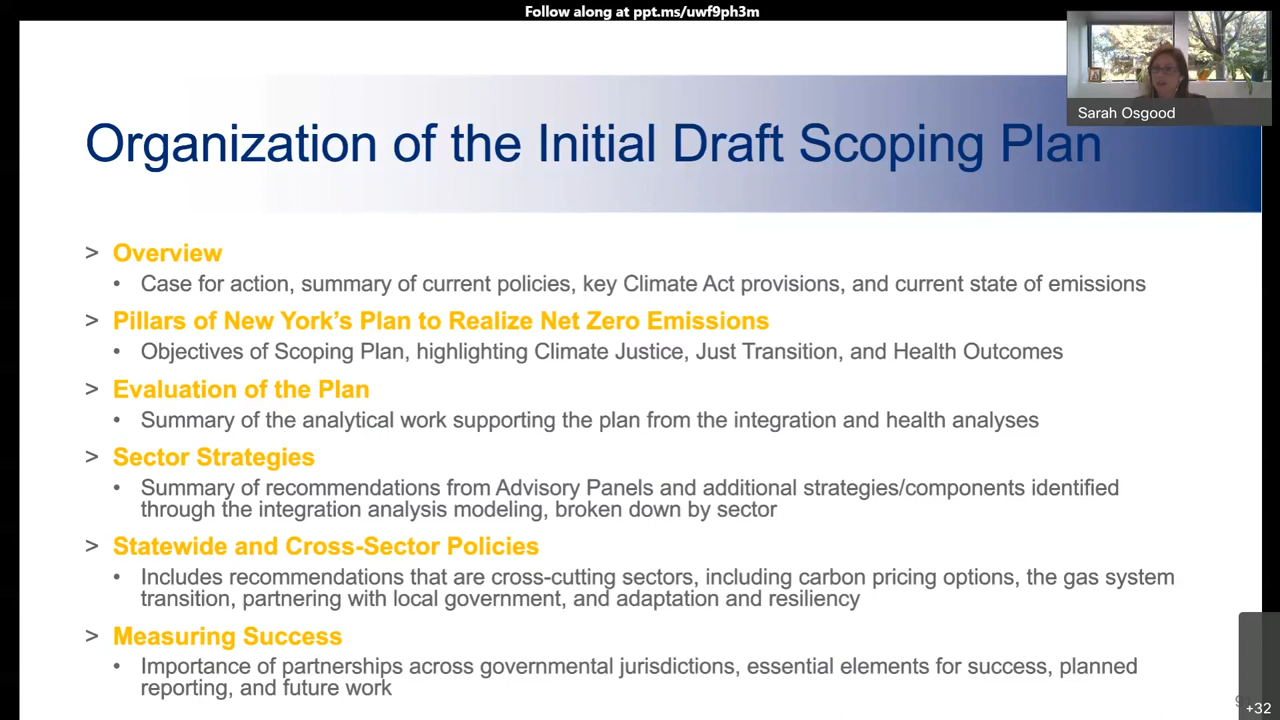 Follow along at ppt.ms/uwf9ph3m
Sarah Osgood
Organization of the Initial Draft Scoping Plan
> Overview
• Case for action, summary of current policies, key Climate Act provisions, and current state of emissions
> Pillars of New York’s Plan to Realize Net Zero Emissions
• Objectives of Scoping Plan, highlighting Climate Justice, Just Transition, and Health Outcomes
> Evaluation of the Plan
• Summary of the analytical work supporting the plan from the integration and health analyses
> Sector Strategies
• Summary of recommendations from Advisory Panels and additional strategies/components identified
through the integration analysis modeling, broken down by sector
> Statewide and Cross-Sector Policies
• Includes recommendations that are cross-cutting sectors, including carbon pricing options, the gas system
transition, partnering with local government, and adaptation and resiliency
> Measuring Success
• Importance of partnerships across governmental jurisdictions, essential elements for success, planned
reporting, and future work
+32